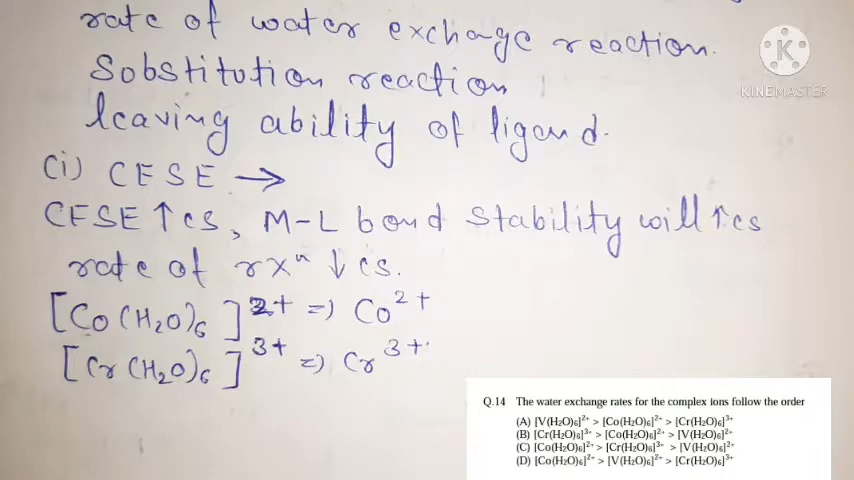 rate of water exchange reaction.
K
KINEMASTER
Sobstitution reaction
leaving ability of ligand.
(i) CFSE →
CFSE ↑cs, M-L bond stability will ↑cs
rate of rxⁿ ↓cs.
[Co(H₂O)₆]²⁺ ⇒ Co²⁺
[Cr(H₂O)₆]³⁺ ⇒ Cr³⁺
Q.14 The water exchange rates for the complex ions follow the order
(A) [V(H₂O)₆]²⁺ > [Co(H₂O)₆]²⁺ > [Cr(H₂O)₆]³⁺
(B) [Cr(H₂O)₆]³⁺ > [Co(H₂O)₆]²⁺ > [V(H₂O)₆]²⁺
(C) [Co(H₂O)₆]²⁺ > [Cr(H₂O)₆]³⁺ > [V(H₂O)₆]²⁺
(D) [Co(H₂O)₆]²⁺ > [V(H₂O)₆]²⁺ > [Cr(H₂O)₆]³⁺